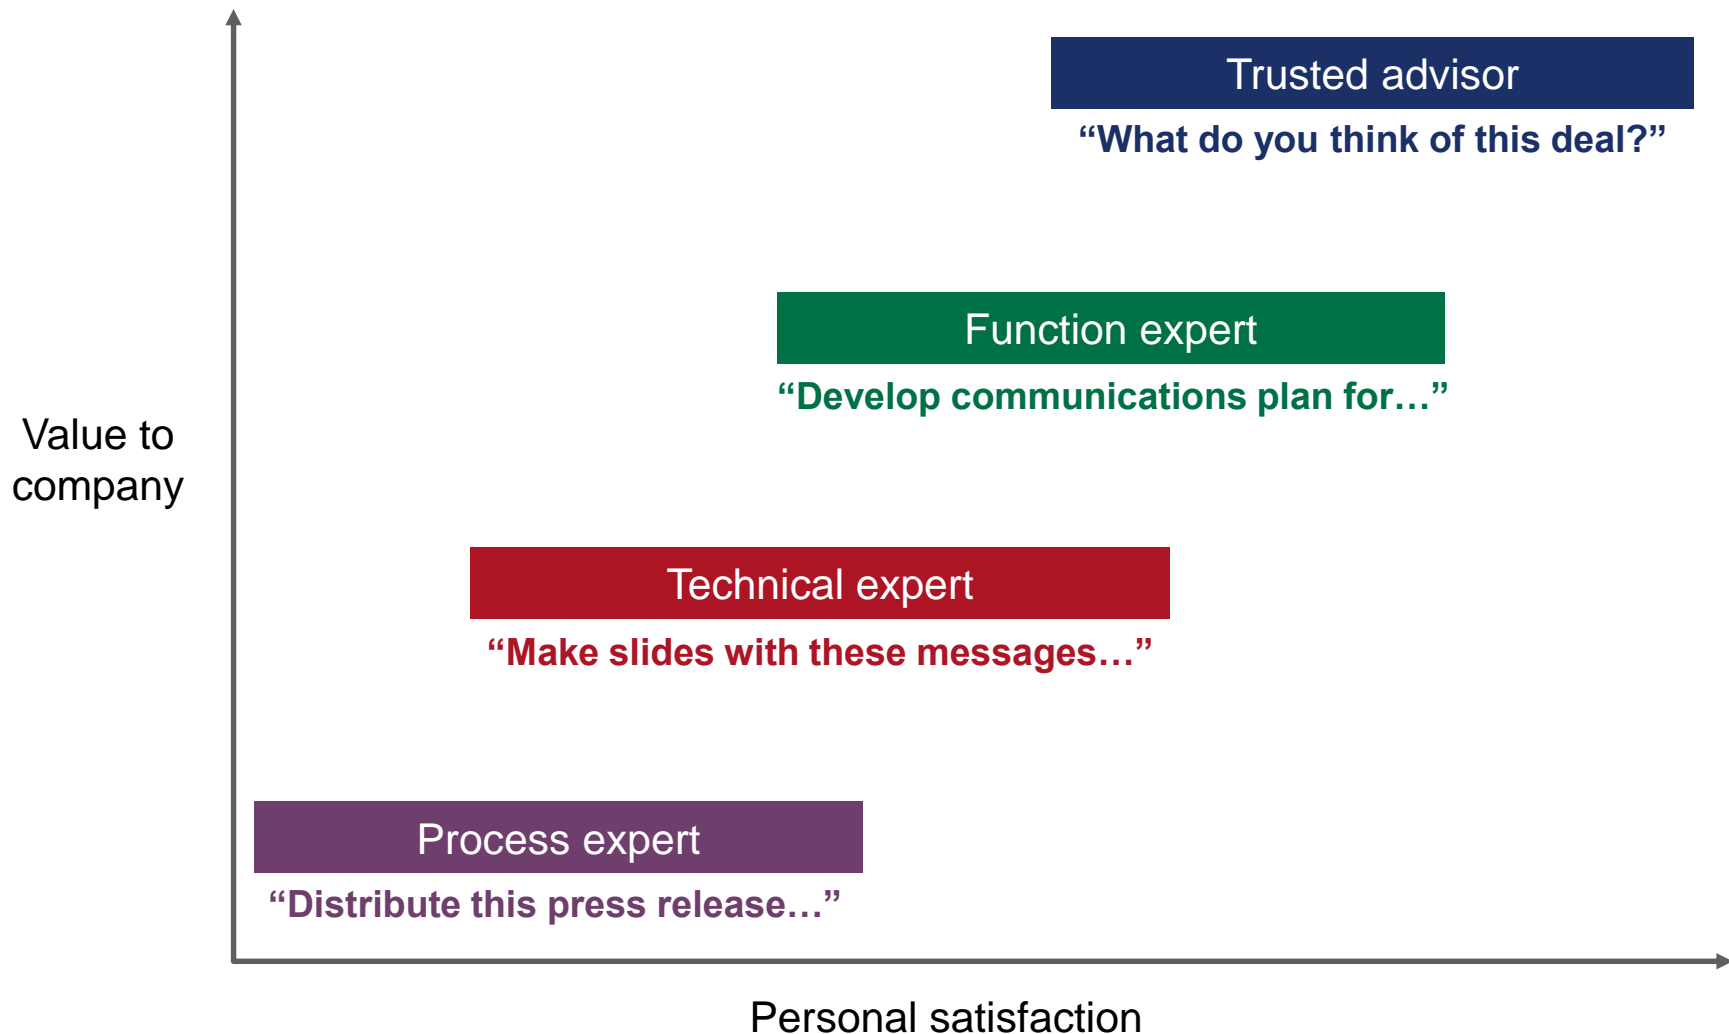 Trusted advisor
“What do you think of this deal?”
Function expert
“Develop communications plan for…”
Value to
company
Technical expert
“Make slides with these messages…”
Process expert
“Distribute this press release…”
Personal satisfaction